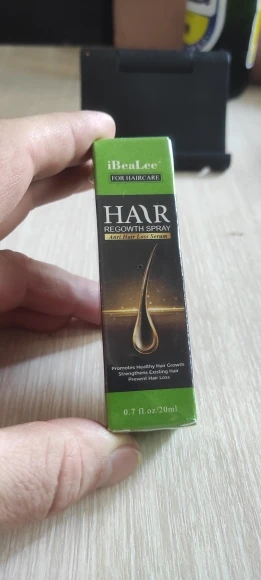 iBeaLee™
FOR HAIRCARE
HAIR
REGOWTH SPRAY
Anti Hair Loss Serum
Promotes Healthy Hair Growth
Strengthens Existing Hair
Prevent Hair Loss
0.7 fl.oz/20ml